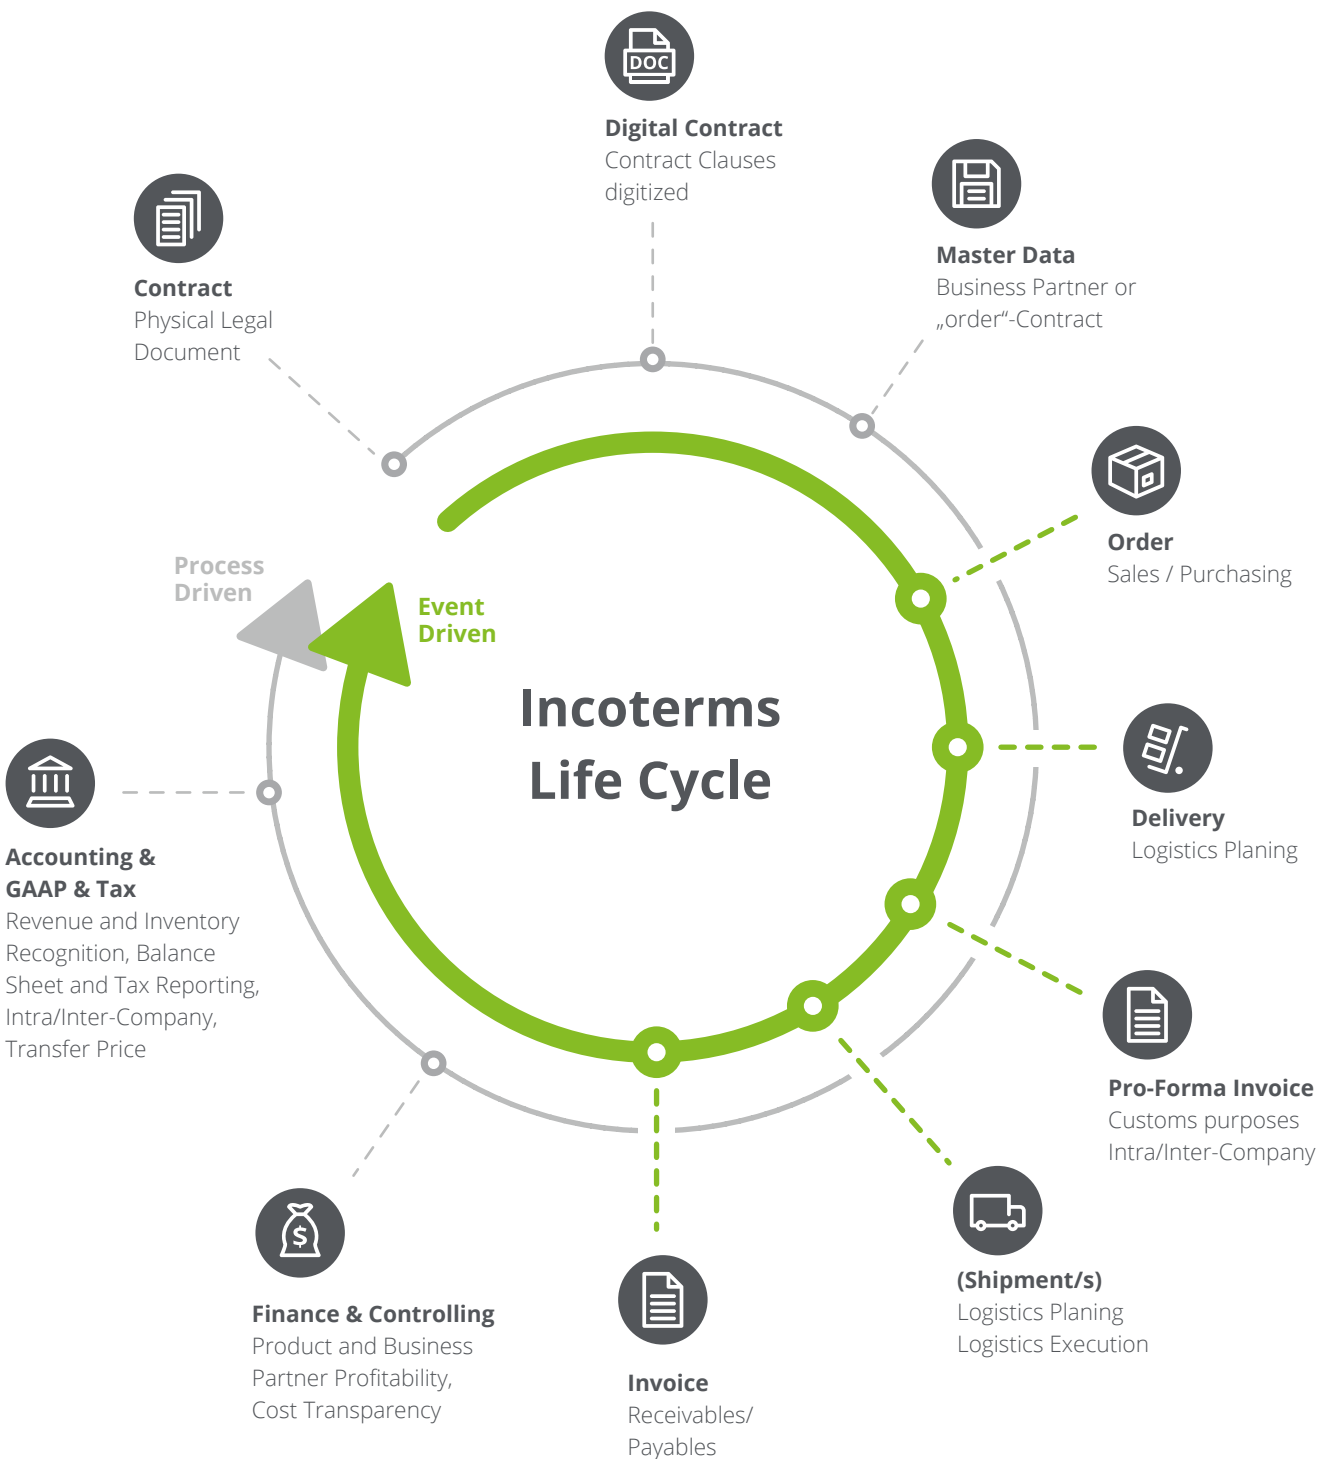 DOC
Digital Contract
Contract Clauses
digitized
Master Data
Business Partner or
„order“-Contract
Contract
Physical Legal
Document
Order
Sales / Purchasing
Process
Driven
Event
Driven
Incoterms
Life Cycle
Delivery
Logistics Planing
Accounting &
GAAP & Tax
Revenue and Inventory
Recognition, Balance
Sheet and Tax Reporting,
Intra/Inter-Company,
Transfer Price
Pro-Forma Invoice
Customs purposes
Intra/Inter-Company
(Shipment/s)
Logistics Planing
Logistics Execution
$
Finance & Controlling
Product and Business
Partner Profitability,
Cost Transparency
Invoice
Receivables/
Payables